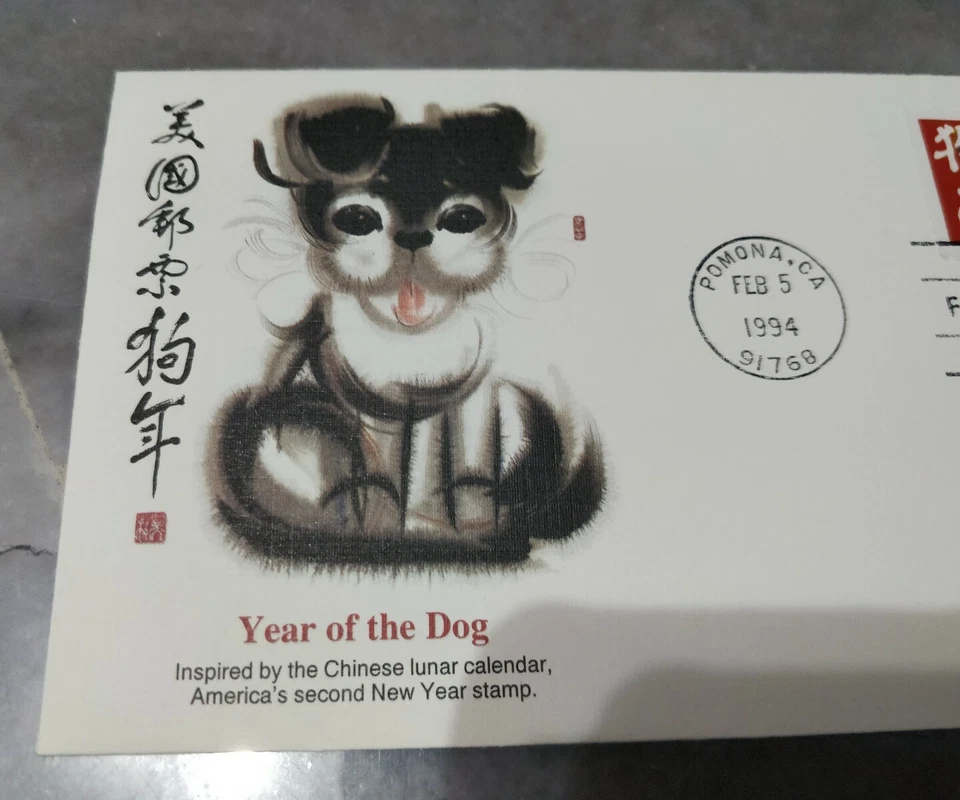 美國郵票狗年
POMONA, CA
FEB 5
1994
91768
狗
F
Year of the Dog
Inspired by the Chinese lunar calendar,
America's second New Year stamp.